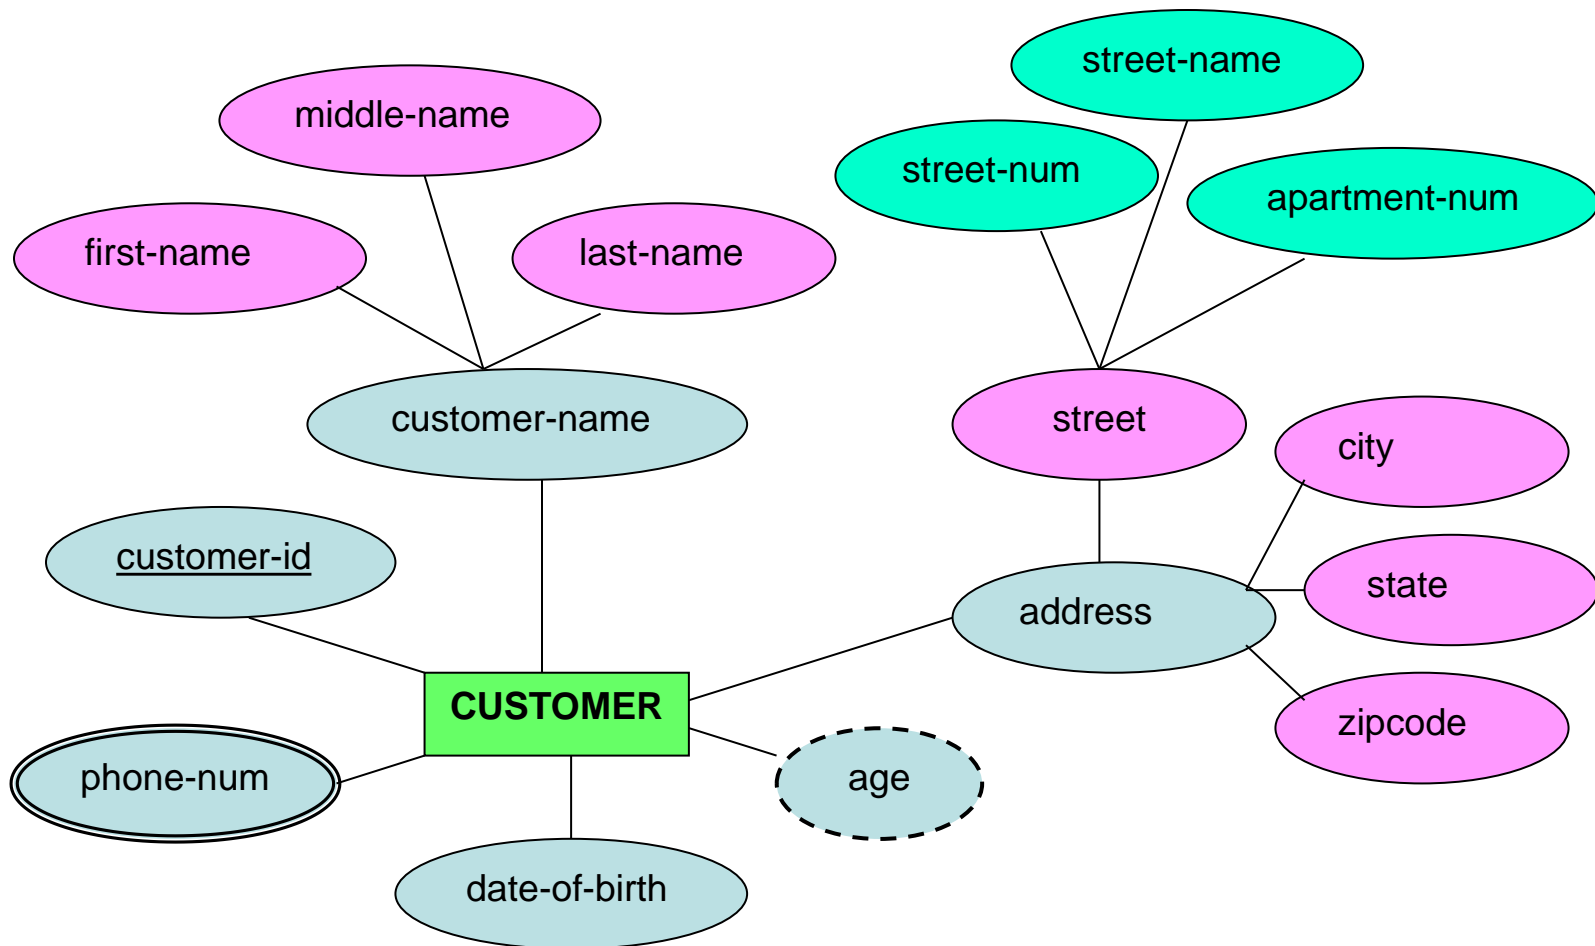 street-name
middle-name
street-num
apartment-num
first-name
last-name
customer-name
street
city
customer-id
state
address
CUSTOMER
zipcode
phone-num
age
date-of-birth